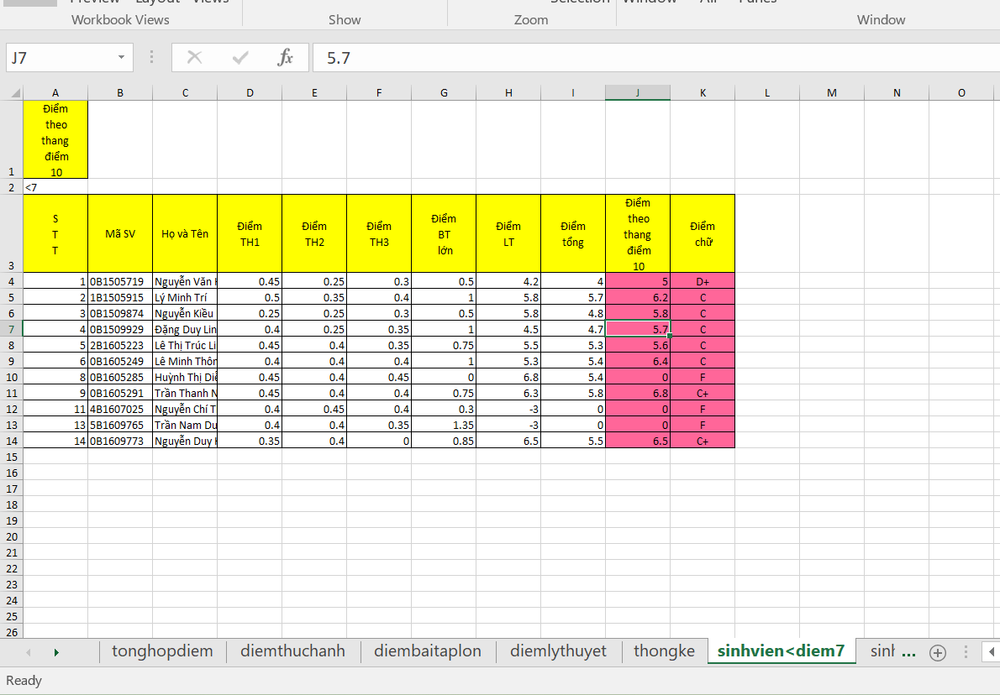 Preview Layout Views Selection Window All Panes
Workbook Views Show Zoom Window
J7 fx 5.7
A B C D E F G H I J K L M N O
Điểm
theo
thang
điểm
1 10
2 <7
3 S T T Mã SV Họ và Tên Điểm TH1 Điểm TH2 Điểm TH3 Điểm BT lớn Điểm LT Điểm tổng Điểm theo thang điểm 10 Điểm chữ
4 1 0B1505719 Nguyễn Văn 0.45 0.25 0.3 0.5 4.2 4 5 D+
5 2 1B1505915 Lý Minh Trí 0.5 0.35 0.4 1 5.8 5.7 6.2 C
6 3 0B1509874 Nguyễn Kiều 0.25 0.25 0.3 0.5 5.8 4.8 5.8 C
7 4 0B1509929 Đặng Duy Lin 0.4 0.25 0.35 1 4.5 4.7 5.7 C
8 5 2B1605223 Lê Thị Trúc Li 0.45 0.4 0.35 0.75 5.5 5.3 5.6 C
9 6 0B1605249 Lê Minh Thôn 0.4 0.4 0.4 1 5.3 5.4 6.4 C
10 8 0B1605285 Huỳnh Thị Diễ 0.45 0.4 0.45 0 6.8 5.4 0 F
11 9 0B1605291 Trần Thanh N 0.45 0.4 0.4 0.75 6.3 5.8 6.8 C+
12 11 4B1607025 Nguyễn Chí T 0.4 0.45 0.4 0.3 -3 0 0 F
13 13 5B1609765 Trần Nam Du 0.4 0.4 0.35 1.35 -3 0 0 F
14 14 0B1609773 Nguyễn Duy 0.35 0.4 0 0.85 6.5 5.5 6.5 C+
15
16
17
18
19
20
21
22
23
24
25
26
tonghopdiem diemthuchanh diembaitaplon diemlythuyet thongke sinhvien<diem7 sinh ...
Ready